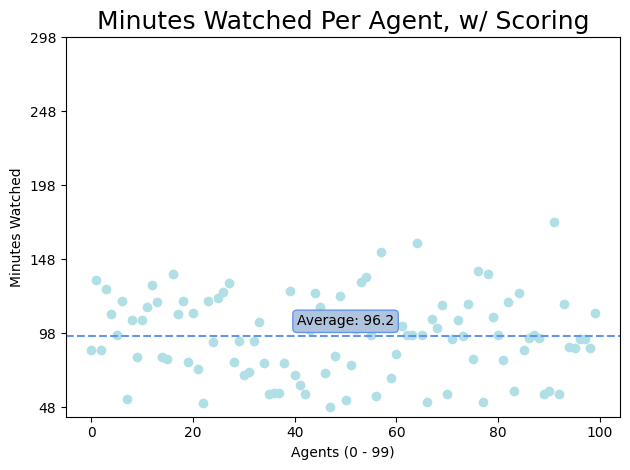 Minutes Watched Per Agent, w/ Scoring
298
248
198
148
98
48
Minutes Watched
Average: 96.2
0 20 40 60 80 100
Agents (0 - 99)